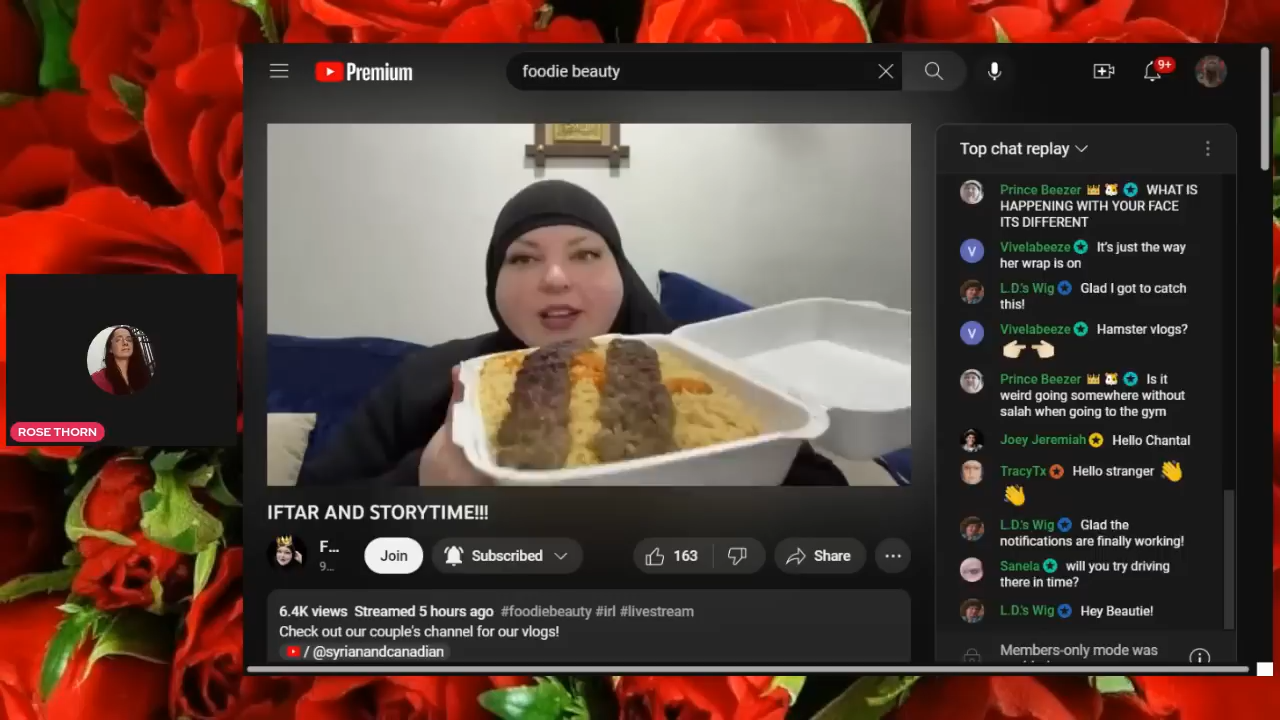 Premium
foodie beauty
9+
Top chat replay
Prince Beezer WHAT IS
HAPPENING WITH YOUR FACE
ITS DIFFERENT
V
Vivelabeeze It's just the way
her wrap is on
L.D.'s Wig Glad I got to catch
this!
V
Vivelabeeze Hamster vlogs?
Prince Beezer Is it
weird going somewhere without
salah when going to the gym
Joey Jeremiah Hello Chantal
TracyTx Hello stranger
L.D.'s Wig Glad the
notifications are finally working!
Sanela will you try driving
there in time?
L.D.'s Wig Hey Beautie!
Members-only mode was
ROSE THORN
IFTAR AND STORYTIME!!!
F...
9...
Join
Subscribed
163
Share
6.4K views Streamed 5 hours ago #foodiebeauty #irl #livestream
Check out our couple's channel for our vlogs!
/ @syrianandcanadian